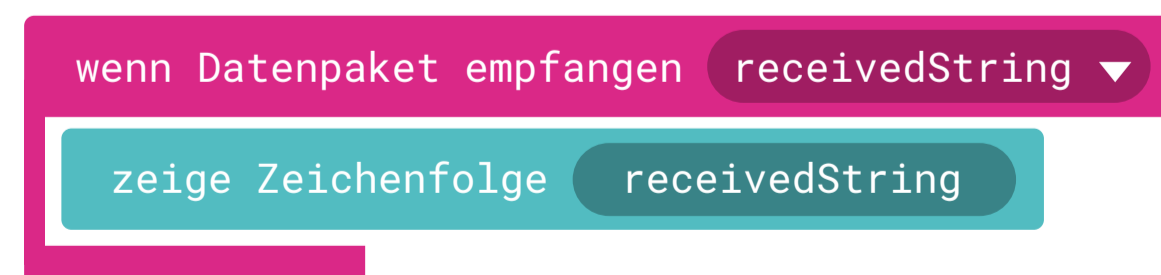 wenn Datenpaket empfangen receivedString
zeige Zeichenfolge receivedString